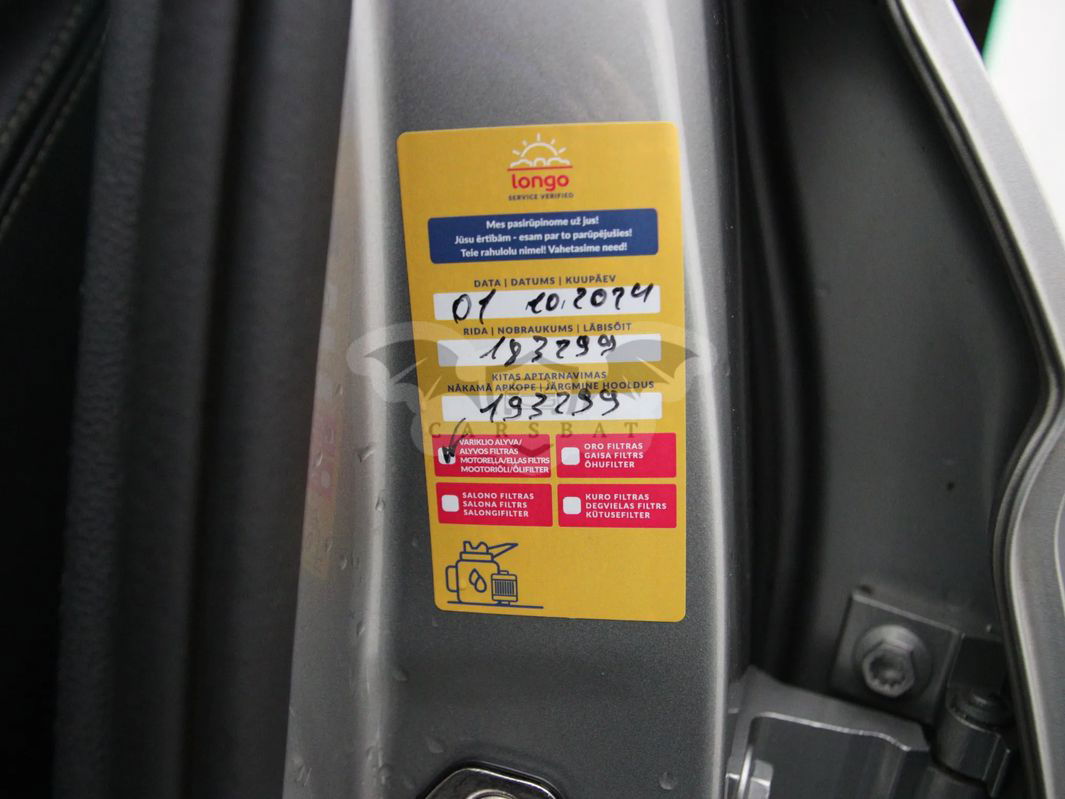 longo
SERVICE VERIFIED
Mes pasirūpinome už jus!
Jūsu ērtībām - esam par to parūpējušies!
Teie rahulolu nimel! Vahetasime need!
DATA | DATUMS | KUUPÄEV
01 10.2024
RIDA | NOBRAUKUMS | LÄBISÕIT
183299
KITAS APTARNAVIMAS
NĀKAMĀ APKOPE | JÄRGMINE HOOLDUS
193299
CARSBAT
VARIKLIO ALYVA/
ALYVOS FILTRAS
MOTOREĻĻA/EĻĻAS FILTRS
MOOTORIÕLI/ÕLIFILTER
ORO FILTRAS
GAISA FILTRS
ÕHUFILTER
SALONO FILTRAS
SALONA FILTRS
SALONGIFILTER
KURO FILTRAS
DEGVIELAS FILTRS
KÜTUSEFILTER